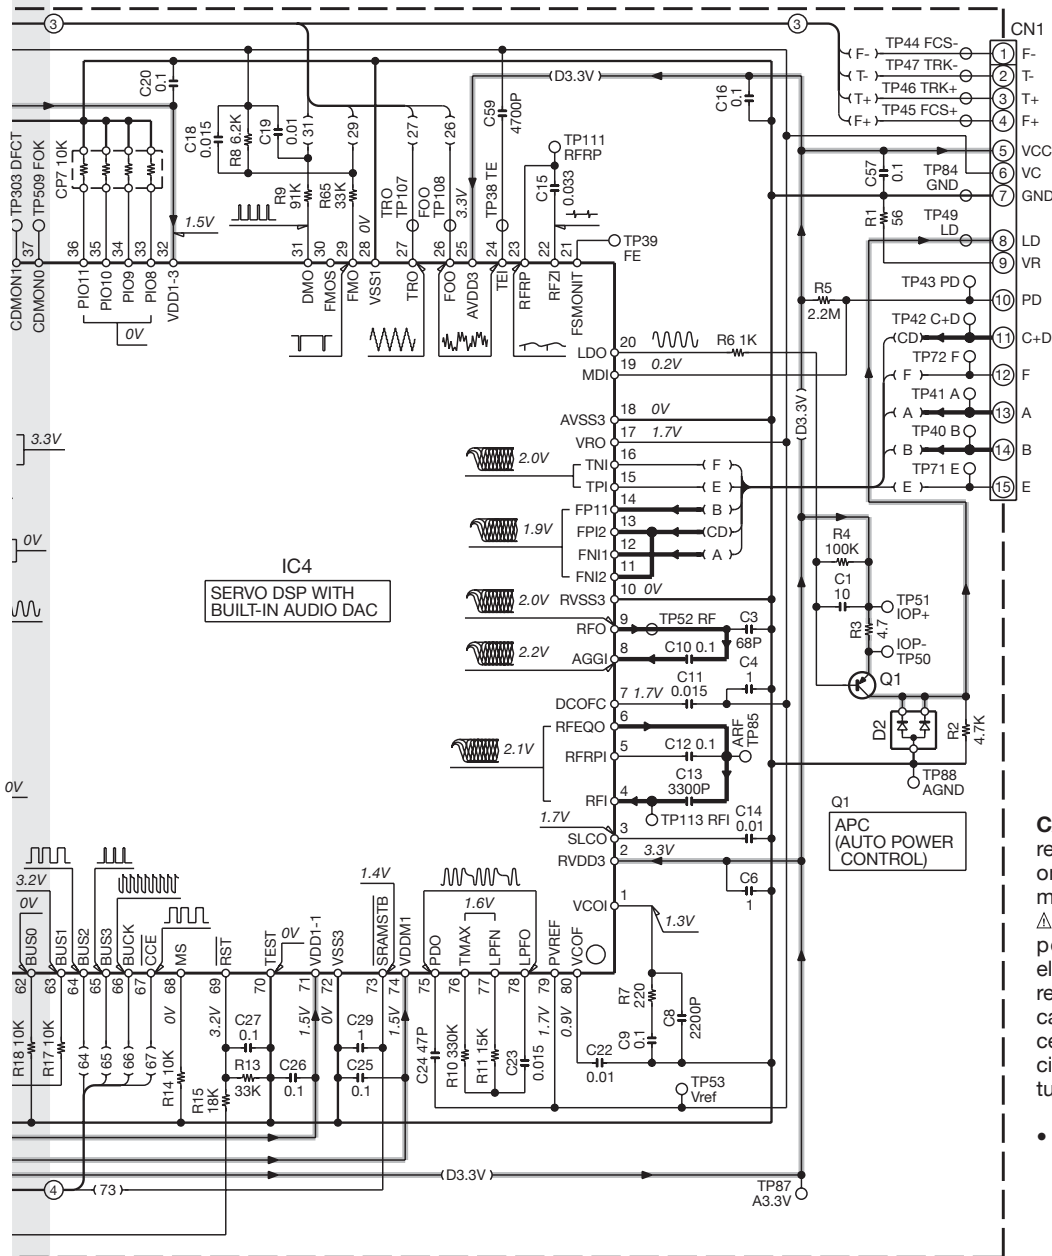 3
3
CN1
F-
TP44 FCS-
1
F-
T-
TP47 TRK-
2
T-
T+
TP46 TRK+
3
T+
F+
TP45 FCS+
4
F+
5
VCC
6
VC
7
GND
C57
0.1
TP84
GND
R1
56
TP49
LD
8
LD
9
VR
TP43 PD
10
PD
R5
2.2M
TP42 C+D
(CD)
11
C+D
TP72 F
F
12
F
TP41 A
A
13
A
TP40 B
B
14
B
TP71 E
E
15
E
C20
0.1
(D3.3V)
C16
0.1
C18
0.015
R8 6.2K
C19
0.01
(31)
(29)
(27)
(26)
C59
4700P
TP111
RFRP
C15
0.033
TP303 DFCT
TP509 FOK
CP7 10K
1.5V
R9
91K
R65
33K
0V
TRO
TP107
FOO
TP108
3.3V
TP38 TE
TP39
FE
37
36
35
34
33
32
31
30
29
28
27
26
25
24
23
22
21
CDMON1
CDMON0
PIO11
PIO10
PIO9
PIO8
VDD1-3
DMO
FMOS
FMO
VSS1
TRO
FOO
AVDD3
TEI
RFRP
RFZI
FSMONIT
0V
LDO
20
R6 1K
MDI
19
0.2V
AVSS3
18
0V
VRO
17
1.7V
(D3.3V)
3.3V
2.0V
TNI
16
F
TPI
15
E
FP11
14
B
1.9V
FPI2
13
(CD)
FNI1
12
A
FNI2
11
0V
IC4
SERVO DSP WITH
BUILT-IN AUDIO DAC
RVSS3
10
0V
2.0V
RFO
9
TP52 RF
C3
68P
2.2V
AGGI
8
C10 0.1
C4
1
DCOFC
7
1.7V
C11
0.015
RFEQO
6
ARF
TP85
2.1V
RFRPI
5
C12 0.1
C13
3300P
RFI
4
TP113 RFI
1.7V
SLCO
3
C14
0.01
RVDD3
2
3.3V
C6
1
VCOI
1
1.3V
R4
100K
C1
10
TP51
IOP+
R3
4.7
IOP-
TP50
Q1
D2
R2
4.7K
TP88
AGND
Q1
APC
(AUTO POWER
CONTROL)
0V
3.2V
0V
1.4V
1.6V
0V
BUS0
BUS1
BUS2
BUS3
BUCK
CCE
MS
RST
TEST
VDD1-1
VSS3
SRAMSTB
VDDM1
PDO
TMAX
LPFN
LPFO
PVREF
VCOF
62
63
64
65
66
67
68
69
70
71
72
73
74
75
76
77
78
79
80
R18 10K
R17 10K
(64)
(65)
(66)
(67)
0V
R14 10K
R15
18K
3.2V
C27
0.1
R13
33K
C26
0.1
1.5V
0V
C29
1
C25
0.1
1.5V
C24 47P
R10 330K
R11 15K
C23
0.015
1.7V
0.9V
C22
0.01
R7
220
C9
0.1
C8
2200P
TP53
Vref
(D3.3V)
4
(73)
TP87
A3.3V
C
re
or
m
⚠
po
el
re
ca
ce
ci
tu
•